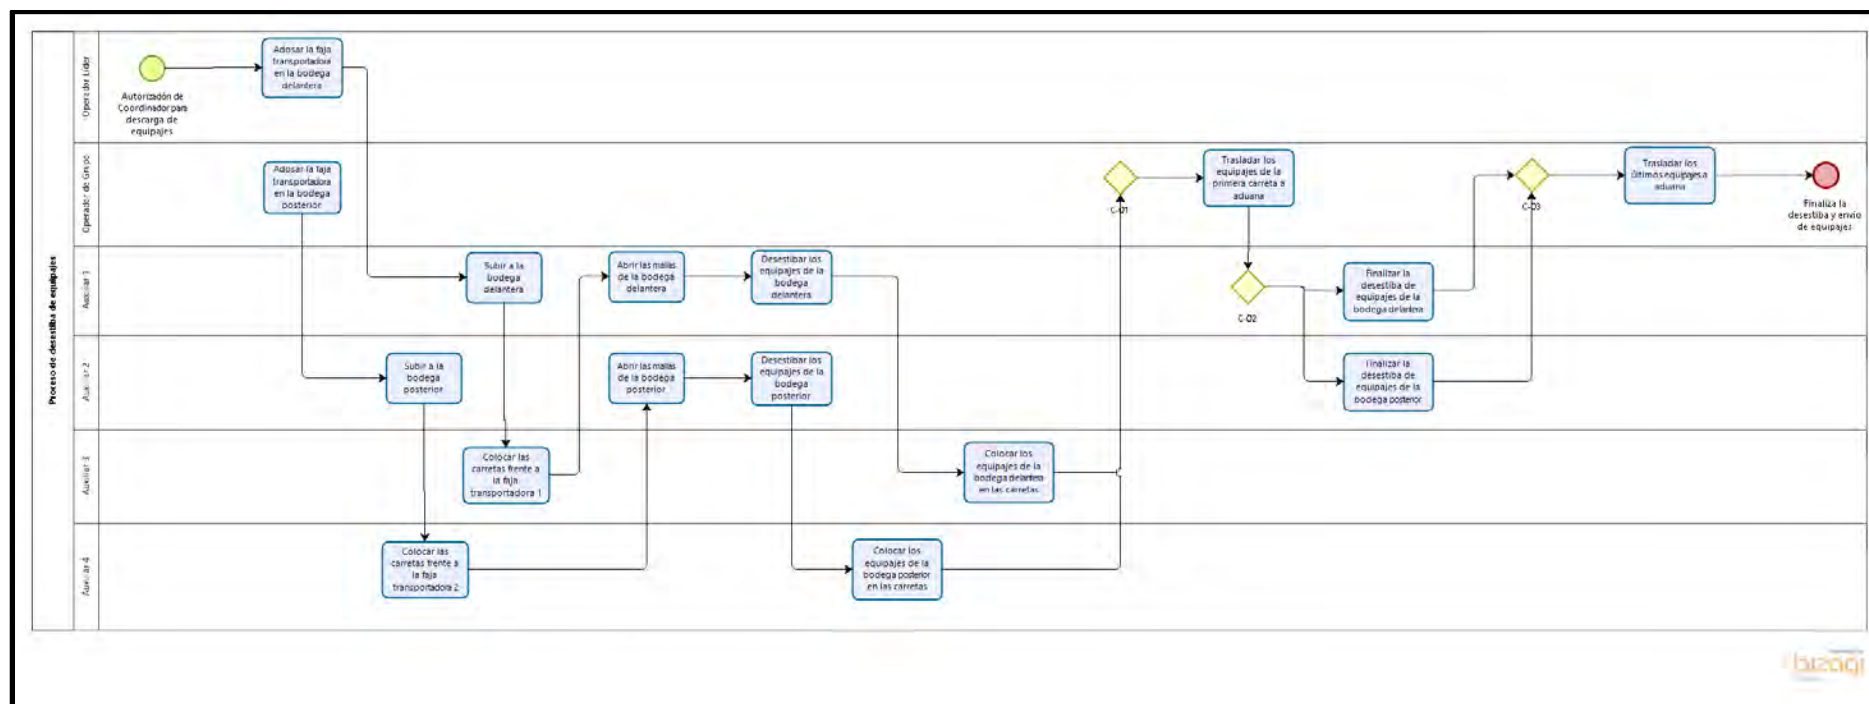 Proceso de desestiba de equipajes
Operador Líder
Autorización de
Coordinador para
descarga de
equipajes
Adosar la faja
transportadora
en la bodega
delantera
Operador de Grupo
Adosar la faja
transportadora
en la bodega
posterior
C-01
Trasladar los
equipajes de la
primera carreta a
aduana
C-03
Trasladar los
últimos equipajes a
aduana
Finaliza la
desestiba y envio
de equipajes
Auxiliar 1
Subir a la
bodega
delantera
Abrir las mallas
de la bodega
delantera
Desestibar los
equipajes de la
bodega
delantera
C-02
Finalizar la
desestiba de
equipajes de la
bodega delantera
Auxiliar 2
Subir a la
bodega
posterior
Abrir las mallas
de la bodega
posterior
Desestibar los
equipajes de la
bodega
posterior
Finalizar la
desestiba de
equipajes de la
bodega posterior
Auxiliar 3
Colocar las
carretas frente a
la faja
transportadora 1
Colocar los
equipajes de la
bodega delantera
en las carretas
Auxiliar 4
Colocar las
carretas frente a
la faja
transportadora 2
Colocar los
equipajes de la
bodega posterior
en las carretas
bizagi